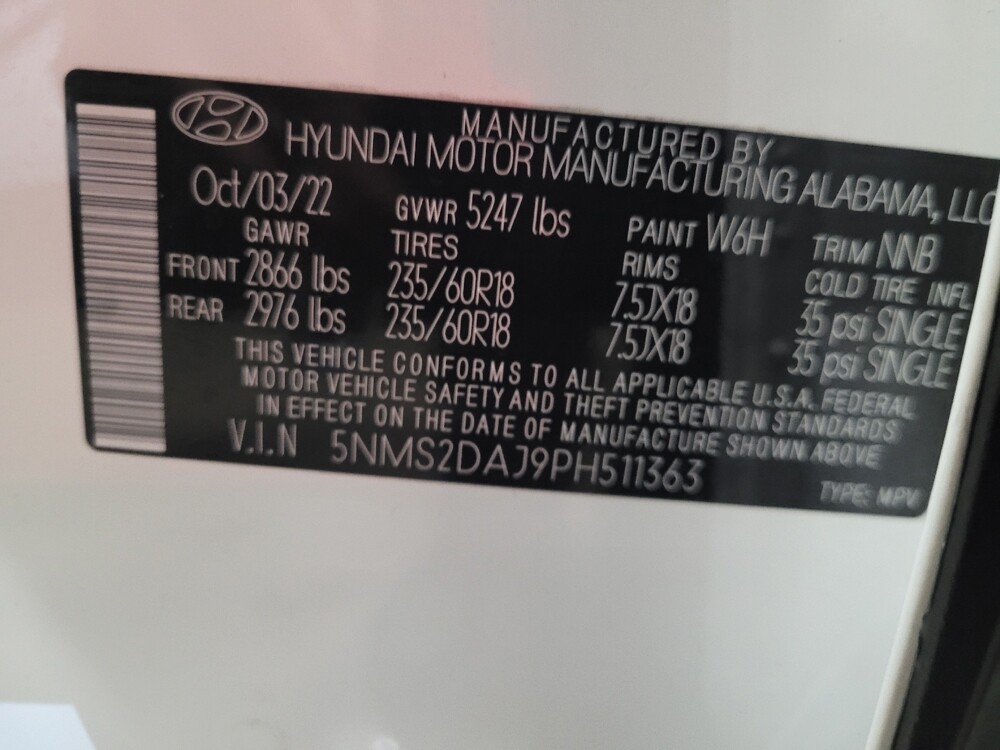 MANUFACTURED BY
HYUNDAI MOTOR MANUFACTURING ALABAMA, LLC
Oct/03/22 GVWR 5247 lbs PAINT W6H TRIM NNB
GAWR TIRES RIMS COLD TIRE INFL
FRONT 2866 lbs 235/60R18 7.5JX18 35 psi SINGLE
REAR 2976 lbs 235/60R18 7.5JX18 35 psi SINGLE
THIS VEHICLE CONFORMS TO ALL APPLICABLE U.S.A. FEDERAL
MOTOR VEHICLE SAFETY AND THEFT PREVENTION STANDARDS
IN EFFECT ON THE DATE OF MANUFACTURE SHOWN ABOVE
V.I.N 5NMS2DAJ9PH511363 TYPE: MPV